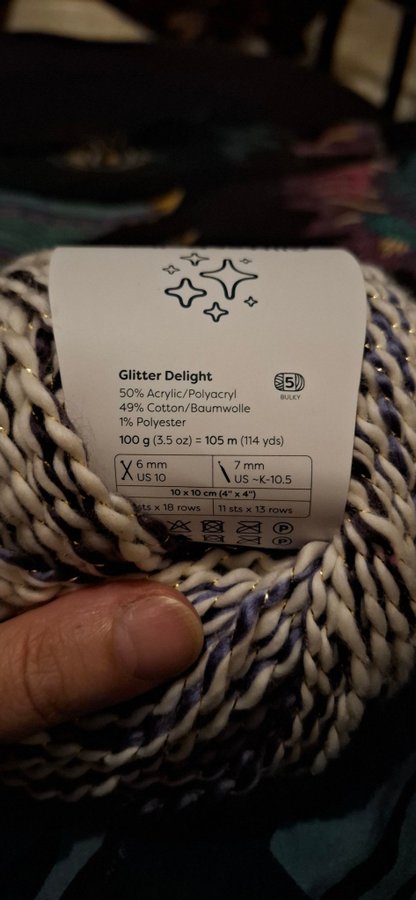 Glitter Delight
50% Acrylic/Polyacryl
49% Cotton/Baumwolle
1% Polyester
100 g (3.5 oz) = 105 m (114 yds)
5
BULKY
6 mm
US 10
7 mm
US ~K-10.5
10 x 10 cm (4" x 4")
sts x 18 rows
11 sts x 13 rows